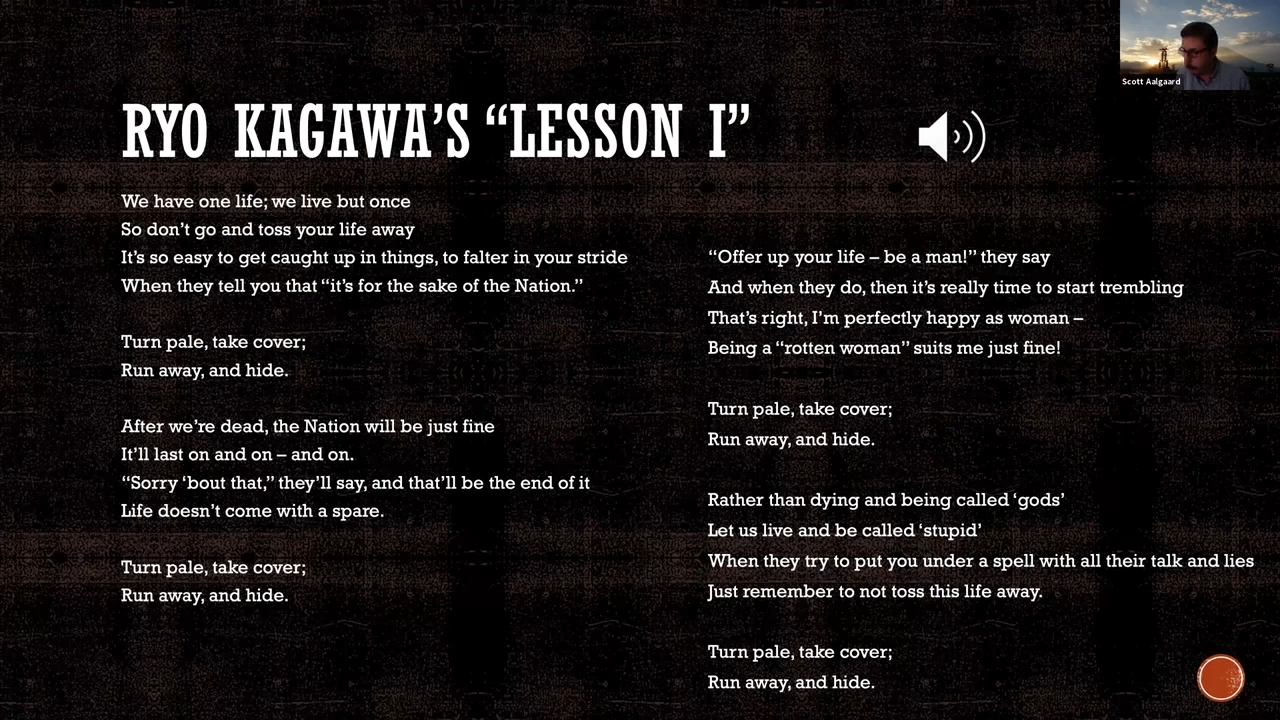 Scott Aalgaard
RYO KAGAWA’S “LESSON I”
We have one life; we live but once
So don’t go and toss your life away
It’s so easy to get caught up in things, to falter in your stride
When they tell you that “it’s for the sake of the Nation.”
Turn pale, take cover;
Run away, and hide.
After we’re dead, the Nation will be just fine
It’ll last on and on – and on.
“Sorry ‘bout that,” they’ll say, and that’ll be the end of it
Life doesn’t come with a spare.
Turn pale, take cover;
Run away, and hide.
“Offer up your life – be a man!” they say
And when they do, then it’s really time to start trembling
That’s right, I’m perfectly happy as woman –
Being a “rotten woman” suits me just fine!
Turn pale, take cover;
Run away, and hide.
Rather than dying and being called ‘gods’
Let us live and be called ‘stupid’
When they try to put you under a spell with all their talk and lies
Just remember to not toss this life away.
Turn pale, take cover;
Run away, and hide.